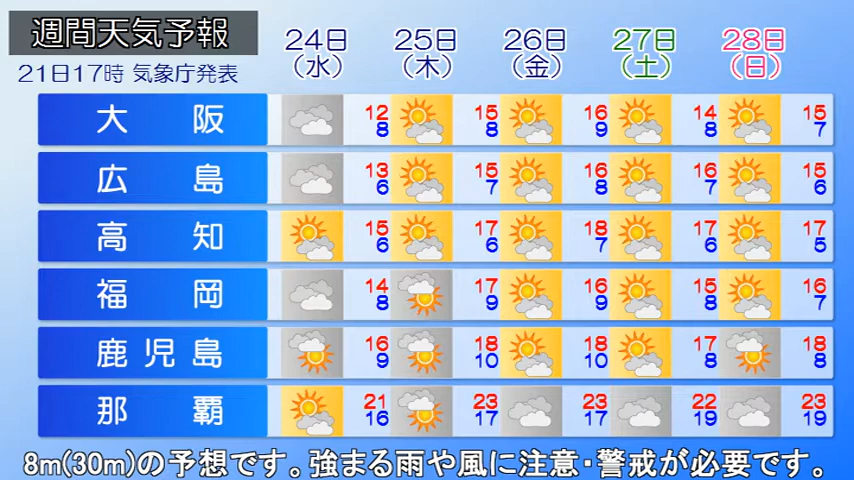 週間天気予報
21日17時 気象庁発表
24日 25日 26日 27日 28日
(水) (木) (金) (土) (日)
大阪 12 15 16 14 15
8 8 9 8 7
広島 13 15 16 16 15
6 7 8 7 6
高知 15 17 18 17 17
6 6 7 6 5
福岡 14 17 16 15 16
8 9 9 8 7
鹿児島 16 18 18 17 18
9 10 10 8 8
那覇 21 23 23 22 23
16 17 17 19 19
8m(30m)の予想です。強まる雨や風に注意・警戒が必要です。